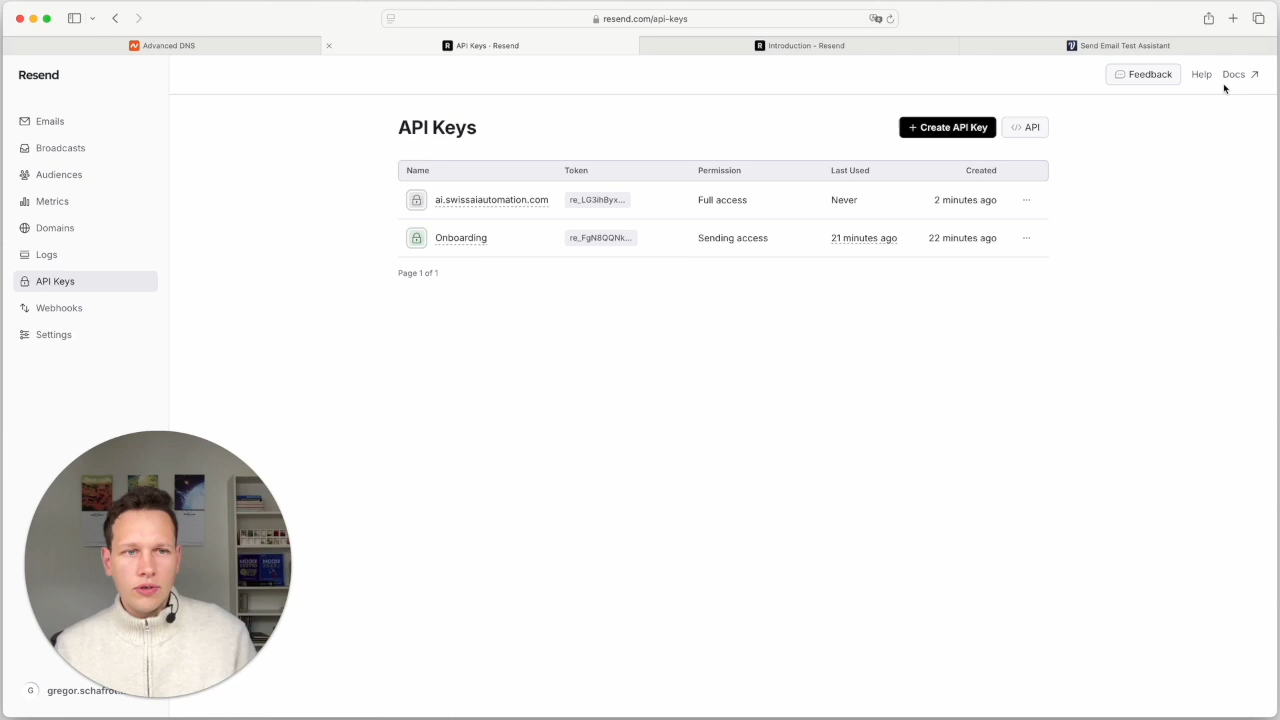 resend.com/api-keys
Advanced DNS
API Keys · Resend
Introduction - Resend
Send Email Test Assistant
Resend
Feedback
Help
Docs
Emails
Broadcasts
Audiences
Metrics
Domains
Logs
API Keys
Webhooks
Settings
API Keys
+ Create API Key
API
Name Token Permission Last Used Created
ai.swissaiautomation.com re_LG3ihByx... Full access Never 2 minutes ago ...
Onboarding re_FgN8QQNk... Sending access 21 minutes ago 22 minutes ago ...
Page 1 of 1
G